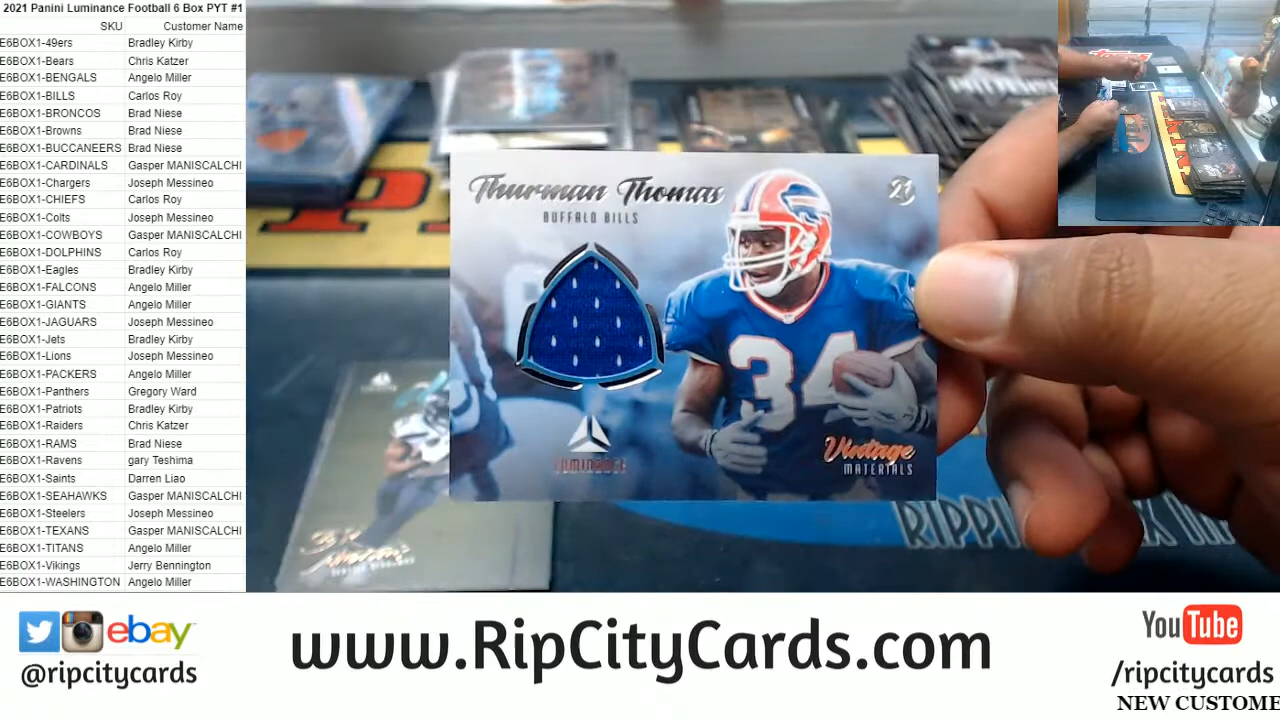 2021 Panini Luminance Football 6 Box PYT #1
SKU Customer Name
E6BOX1-49ers Bradley Kirby
E6BOX1-Bears Chris Katzer
E6BOX1-BENGALS Angelo Miller
E6BOX1-BILLS Carlos Roy
E6BOX1-BRONCOS Brad Niese
E6BOX1-Browns Brad Niese
E6BOX1-BUCCANEERS Brad Niese
E6BOX1-CARDINALS Gasper MANISCALCHI
E6BOX1-Chargers Joseph Messineo
E6BOX1-CHIEFS Carlos Roy
E6BOX1-Colts Joseph Messineo
E6BOX1-COWBOYS Gasper MANISCALCHI
E6BOX1-DOLPHINS Carlos Roy
E6BOX1-Eagles Bradley Kirby
E6BOX1-FALCONS Angelo Miller
E6BOX1-GIANTS Angelo Miller
E6BOX1-JAGUARS Joseph Messineo
E6BOX1-Jets Bradley Kirby
E6BOX1-Lions Joseph Messineo
E6BOX1-PACKERS Angelo Miller
E6BOX1-Panthers Gregory Ward
E6BOX1-Patriots Bradley Kirby
E6BOX1-Raiders Chris Katzer
E6BOX1-RAMS Brad Niese
E6BOX1-Ravens gary Teshima
E6BOX1-Saints Darren Liao
E6BOX1-SEAHAWKS Gasper MANISCALCHI
E6BOX1-Steelers Joseph Messineo
E6BOX1-TEXANS Gasper MANISCALCHI
E6BOX1-TITANS Angelo Miller
E6BOX1-Vikings Jerry Bennington
E6BOX1-WASHINGTON Angelo Miller
Thurman Thomas
BUFFALO BILLS
21
34
LUMINANCE
Vintage
MATERIALS
ebay
@ripcitycards
www.RipCityCards.com
YouTube
/ripcitycards
NEW CUSTOME